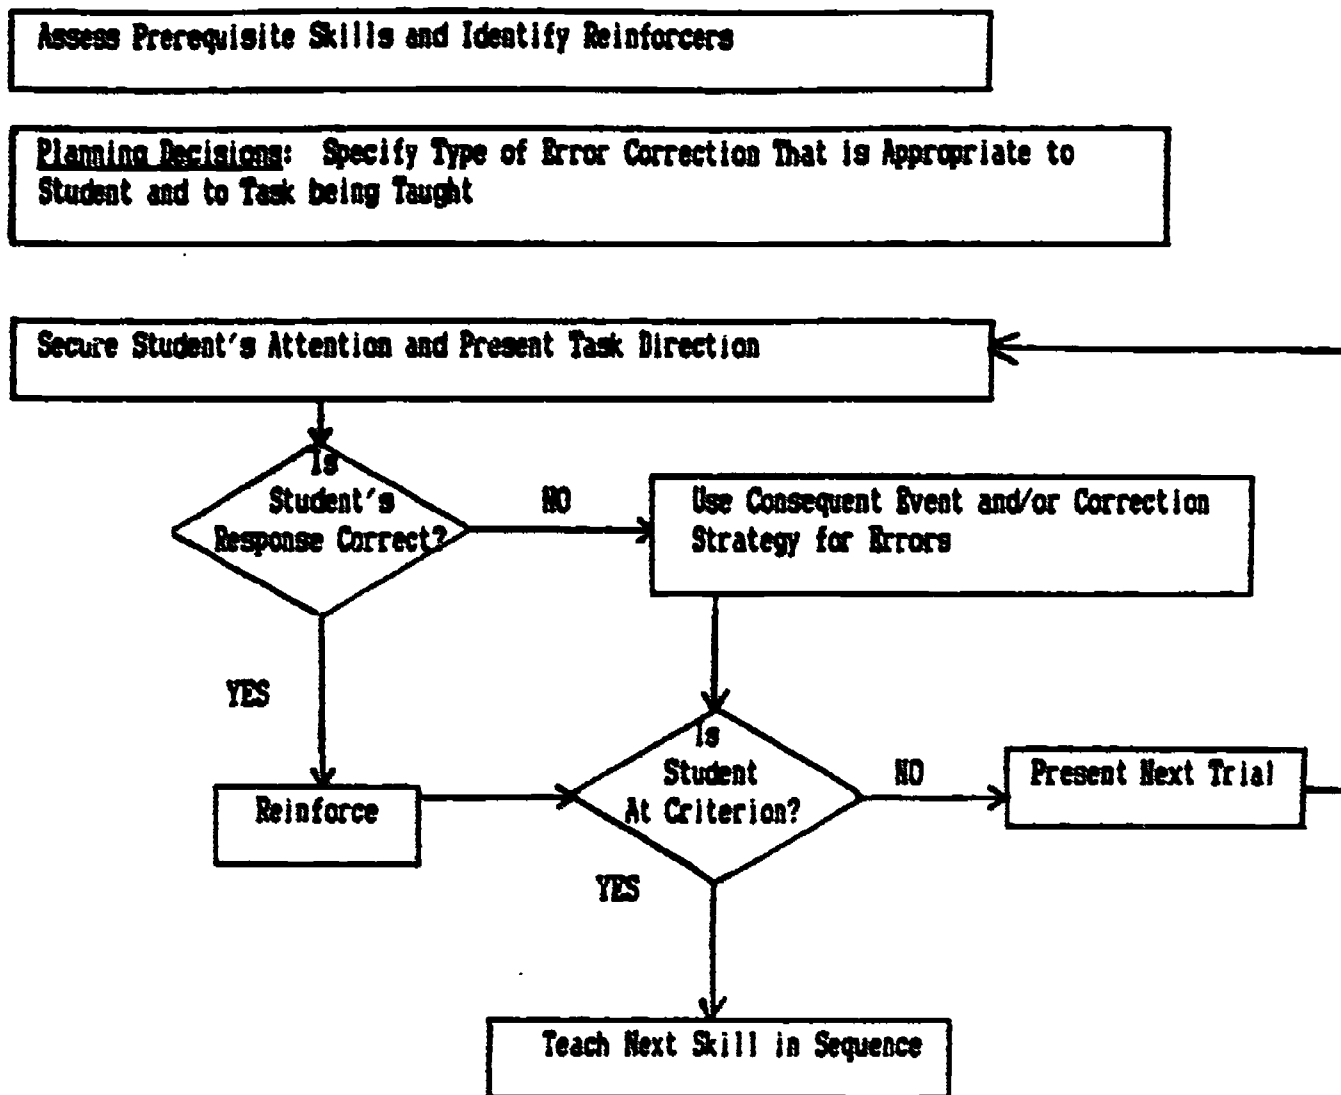 Assess Prerequisite Skills and Identify Reinforcers
Planning Decisions: Specify Type of Error Correction That is Appropriate to
Student and to Task being Taught
Secure Student's Attention and Present Task Direction
Is
Student's
Response Correct?
NO
Use Consequent Event and/or Correction
Strategy for Errors
YES
Reinforce
Is
Student
At Criterion?
NO
Present Next Trial
YES
Teach Next Skill in Sequence